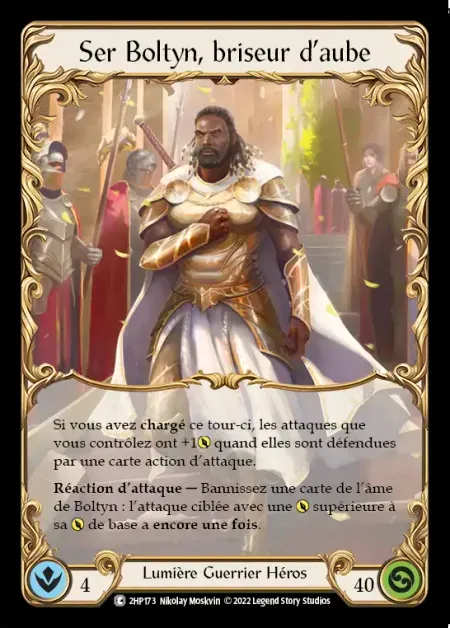 Ser Boltyn, briseur d'aube
Si vous avez chargé ce tour-ci, les attaques que
vous contrôlez ont +1 quand elles sont défendues
par une carte action d'attaque.
Réaction d'attaque — Bannissez une carte de l'âme
de Boltyn : l'attaque ciblée avec une supérieure à
sa de base a encore une fois.
4
Lumière Guerrier Héros
40
C 2HP173 Nikolay Moskvin © 2022 Legend Story Studios